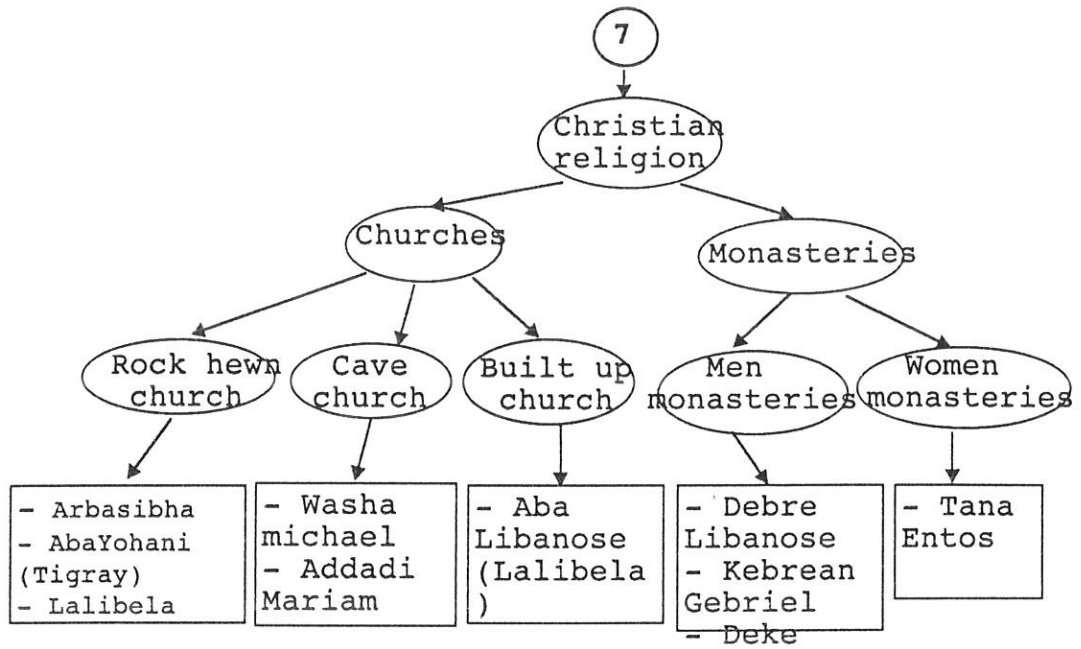 7
Christian
religion
Churches
Monasteries
Rock hewn
church
Cave
church
Built up
church
Men
monasteries
Women
monasteries
- Arbasibha
- AbaYohani
(Tigray)
- Lalibela
- Washa
michael
- Addadi
Mariam
- Aba
Libanose
(Lalibela
)
- Debre
Libanose
- Kebrean
Gebriel
- Deke
- Tana
Entos